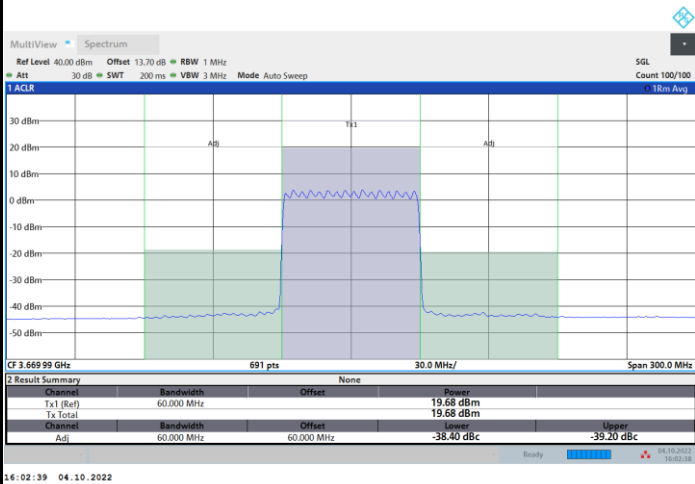 MultiView Spectrum
Ref Level 40.00 dBm Offset 13.70 dB RBW 1 MHz SGL
Att 30 dB SWT 200 ms VBW 3 MHz Mode Auto Sweep Count 100/100
1 ACLR 1Rm Avg
30 dBm
Tx1
20 dBm Adj Adj
10 dBm
0 dBm
-10 dBm
-20 dBm
-30 dBm
-40 dBm
-50 dBm
CF 3.669 99 GHz 691 pts 30.0 MHz/ Span 300.0 MHz
2 Result Summary None
Channel Bandwidth Offset Power
Tx1 (Ref) 60.000 MHz 19.68 dBm
Tx Total 19.68 dBm
Channel Bandwidth Offset Lower Upper
Adj 60.000 MHz 60.000 MHz -38.40 dBc -39.20 dBc
Ready 04.10.2022
16:02:38
16:02:39 04.10.2022